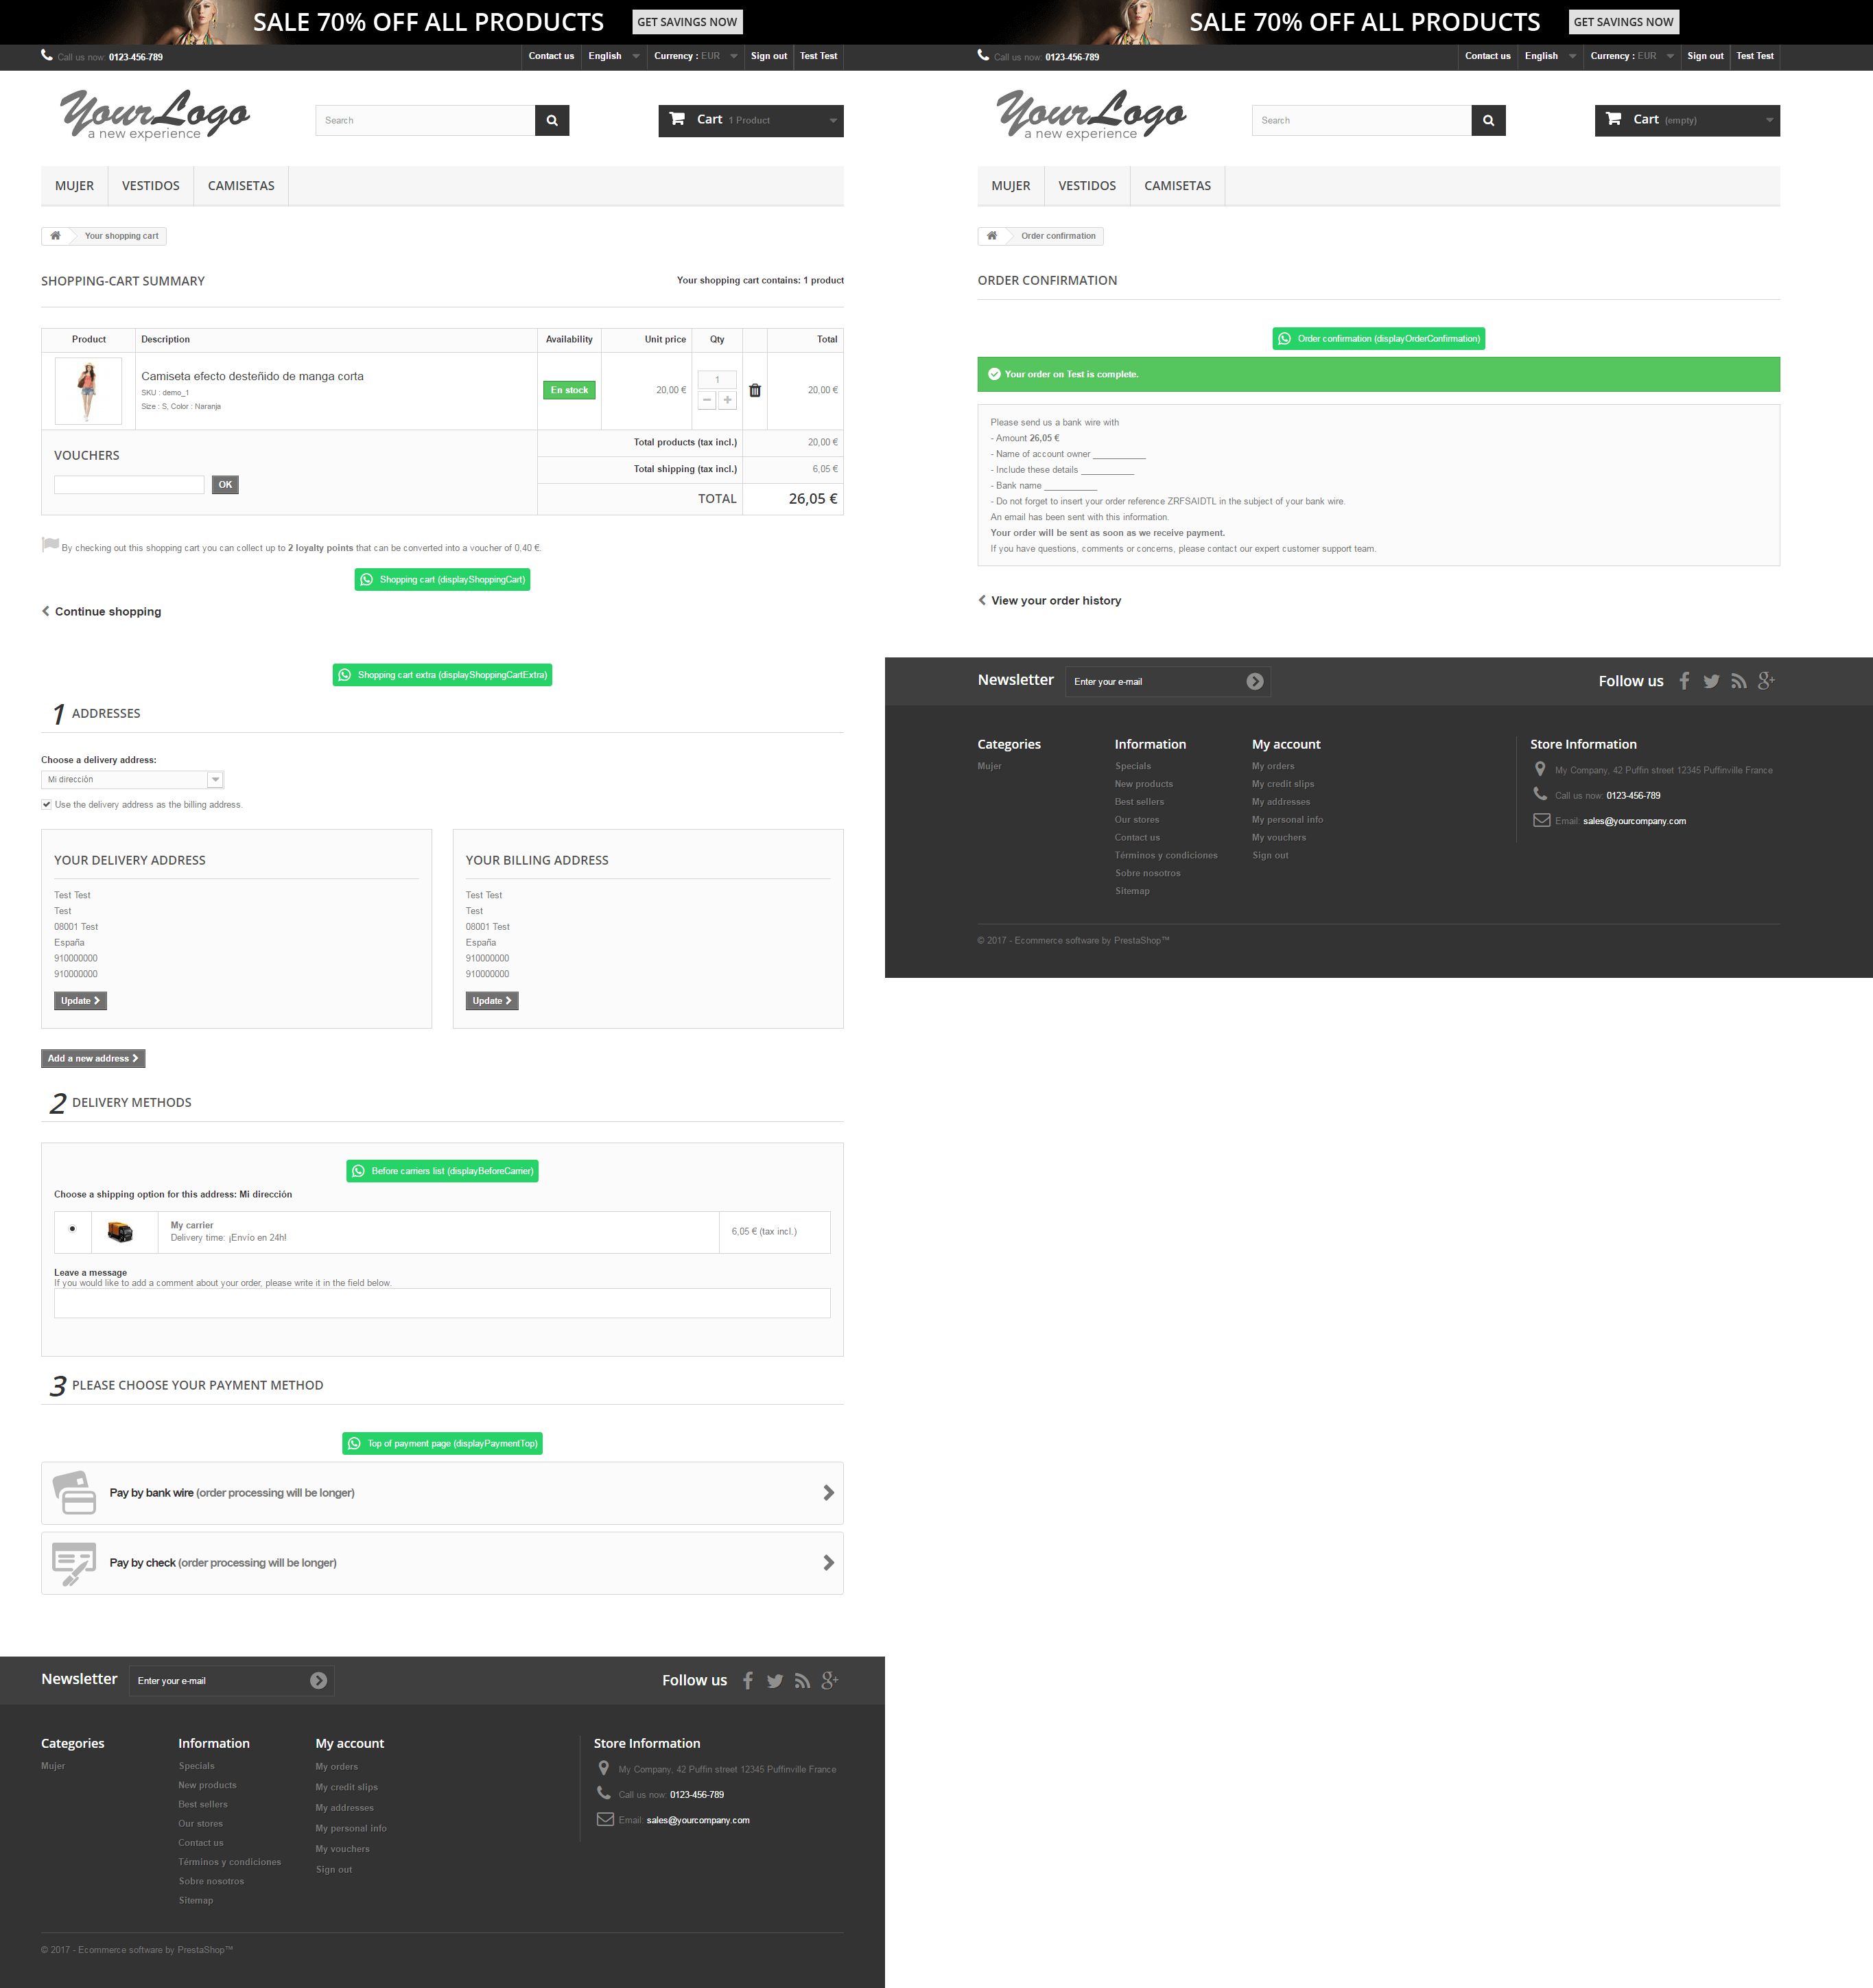 SALE 70% OFF ALL PRODUCTS GET SAVINGS NOW
Call us now: 0123-456-789 Contact us English Currency : EUR Sign out Test Test
YourLogo
a new experience
Search
Cart 1 Product
MUJER VESTIDOS CAMISETAS
Your shopping cart
SHOPPING-CART SUMMARY Your shopping cart contains: 1 product
Product Description Availability Unit price Qty Total
Camiseta efecto desteñido de manga corta
SKU : demo_1
Size : S, Color : Naranja
En stock 20,00 € 1 20,00 €
VOUCHERS
OK
Total products (tax incl.) 20,00 €
Total shipping (tax incl.) 6,05 €
TOTAL 26,05 €
By checking out this shopping cart you can collect up to 2 loyalty points that can be converted into a voucher of 0,40 €.
Shopping cart (displayShoppingCart)
Continue shopping
Shopping cart extra (displayShoppingCartExtra)
1 ADDRESSES
Choose a delivery address:
Mi dirección
Use the delivery address as the billing address.
YOUR DELIVERY ADDRESS
Test Test
Test
08001 Test
España
910000000
910000000
Update
YOUR BILLING ADDRESS
Test Test
Test
08001 Test
España
910000000
910000000
Update
Add a new address
2 DELIVERY METHODS
Before carriers list (displayBeforeCarrier)
Choose a shipping option for this address: Mi dirección
My carrier
Delivery time: ¡Envío en 24h!
6,05 € (tax incl.)
Leave a message
If you would like to add a comment about your order, please write it in the field below.
3 PLEASE CHOOSE YOUR PAYMENT METHOD
Top of payment page (displayPaymentTop)
Pay by bank wire (order processing will be longer)
Pay by check (order processing will be longer)
Newsletter Enter your e-mail Follow us
Categories
Mujer
Information
Specials
New products
Best sellers
Our stores
Contact us
Términos y condiciones
Sobre nosotros
Sitemap
My account
My orders
My credit slips
My addresses
My personal info
My vouchers
Sign out
Store Information
My Company, 42 Puffin street 12345 Puffinville France
Call us now: 0123-456-789
Email: sales@yourcompany.com
© 2017 - Ecommerce software by PrestaShop™
SALE 70% OFF ALL PRODUCTS GET SAVINGS NOW
Call us now: 0123-456-789 Contact us English Currency : EUR Sign out Test Test
YourLogo
a new experience
Search
Cart (empty)
MUJER VESTIDOS CAMISETAS
Order confirmation
ORDER CONFIRMATION
Order confirmation (displayOrderConfirmation)
Your order on Test is complete.
Please send us a bank wire with
- Amount 26,05 €
- Name of account owner ___________
- Include these details ___________
- Bank name ___________
- Do not forget to insert your order reference ZRFSAIDTL in the subject of your bank wire.
An email has been sent with this information.
Your order will be sent as soon as we receive payment.
If you have questions, comments or concerns, please contact our expert customer support team.
View your order history
Newsletter Enter your e-mail Follow us
Categories
Mujer
Information
Specials
New products
Best sellers
Our stores
Contact us
Términos y condiciones
Sobre nosotros
Sitemap
My account
My orders
My credit slips
My addresses
My personal info
My vouchers
Sign out
Store Information
My Company, 42 Puffin street 12345 Puffinville France
Call us now: 0123-456-789
Email: sales@yourcompany.com
© 2017 - Ecommerce software by PrestaShop™